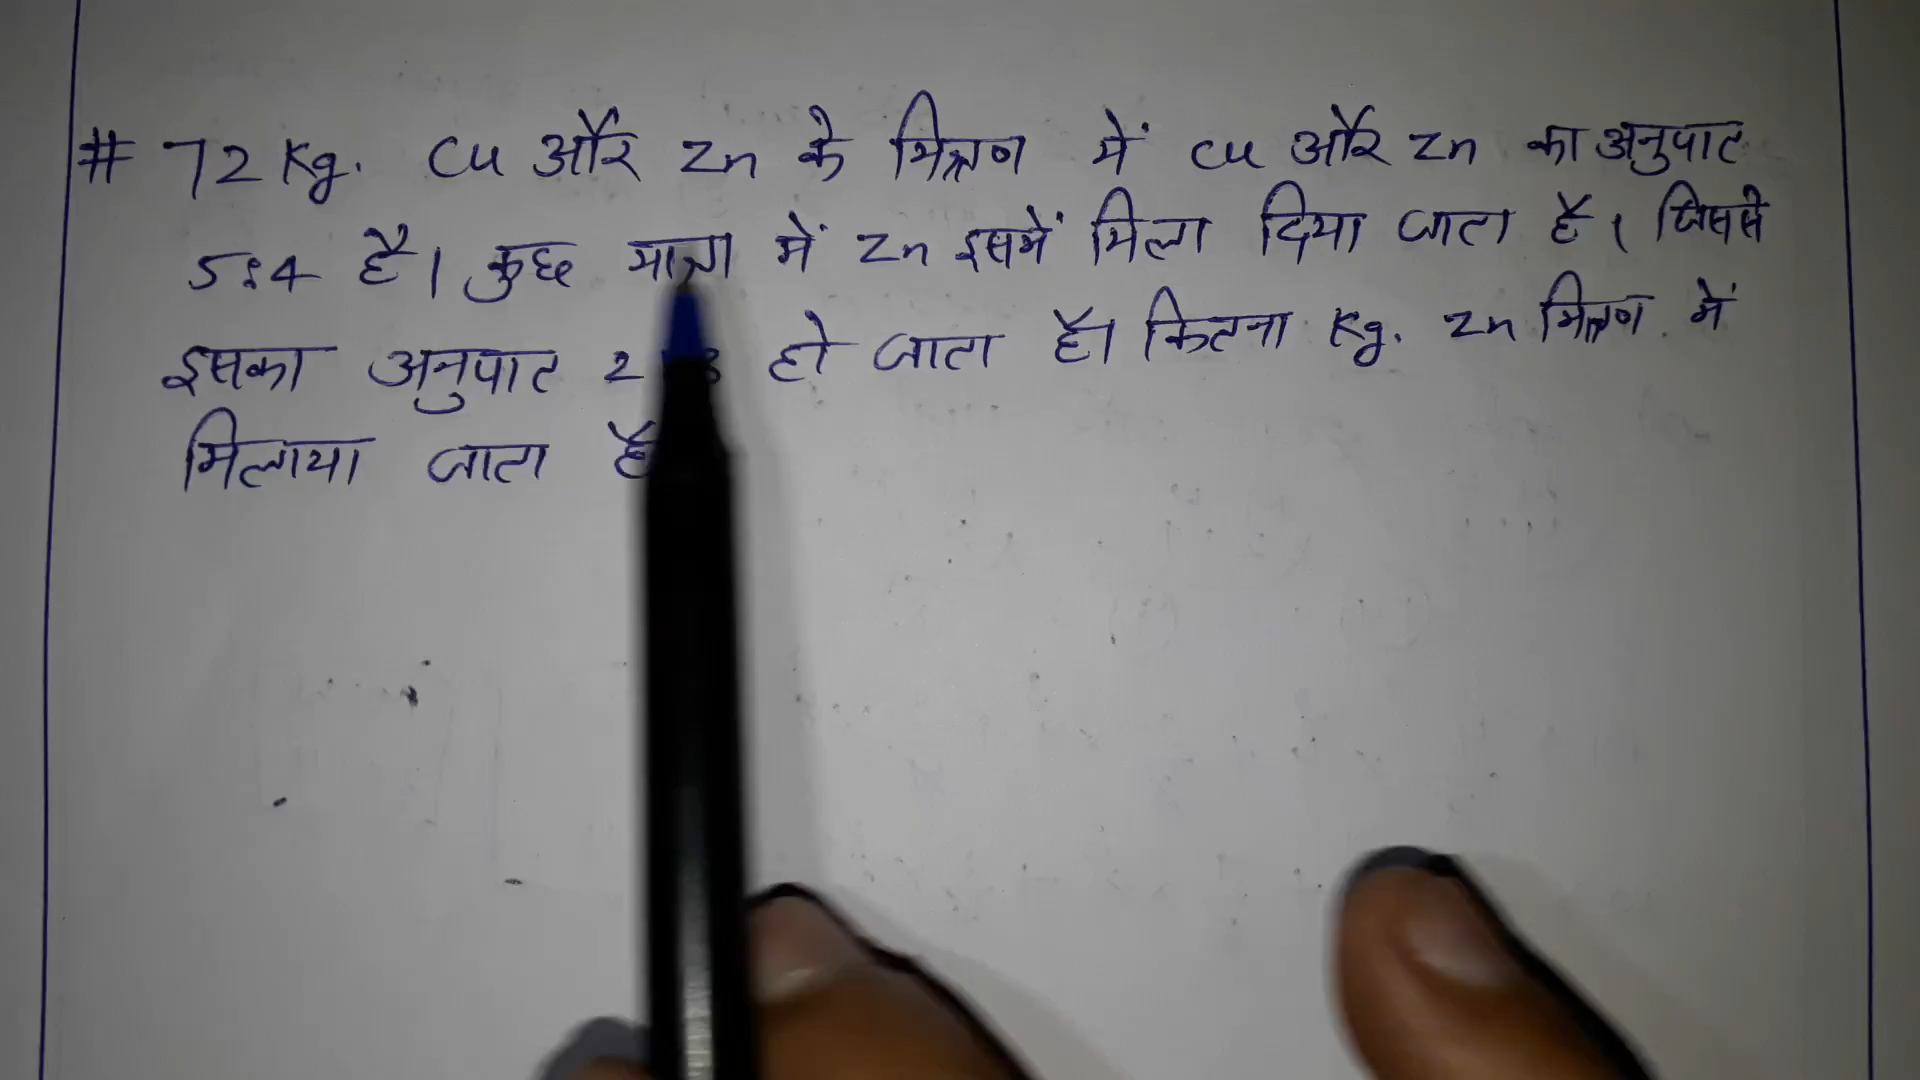 # 72 Kg. Cu और Zn के मिश्रण में Cu और Zn का अनुपात
5:4 है। कुछ मात्रा में Zn इसमें मिला दिया जाता है। जिससे
इसका अनुपात 2 3 हो जाता है। कितना Kg. Zn मिश्रण में
मिलाया जाता है